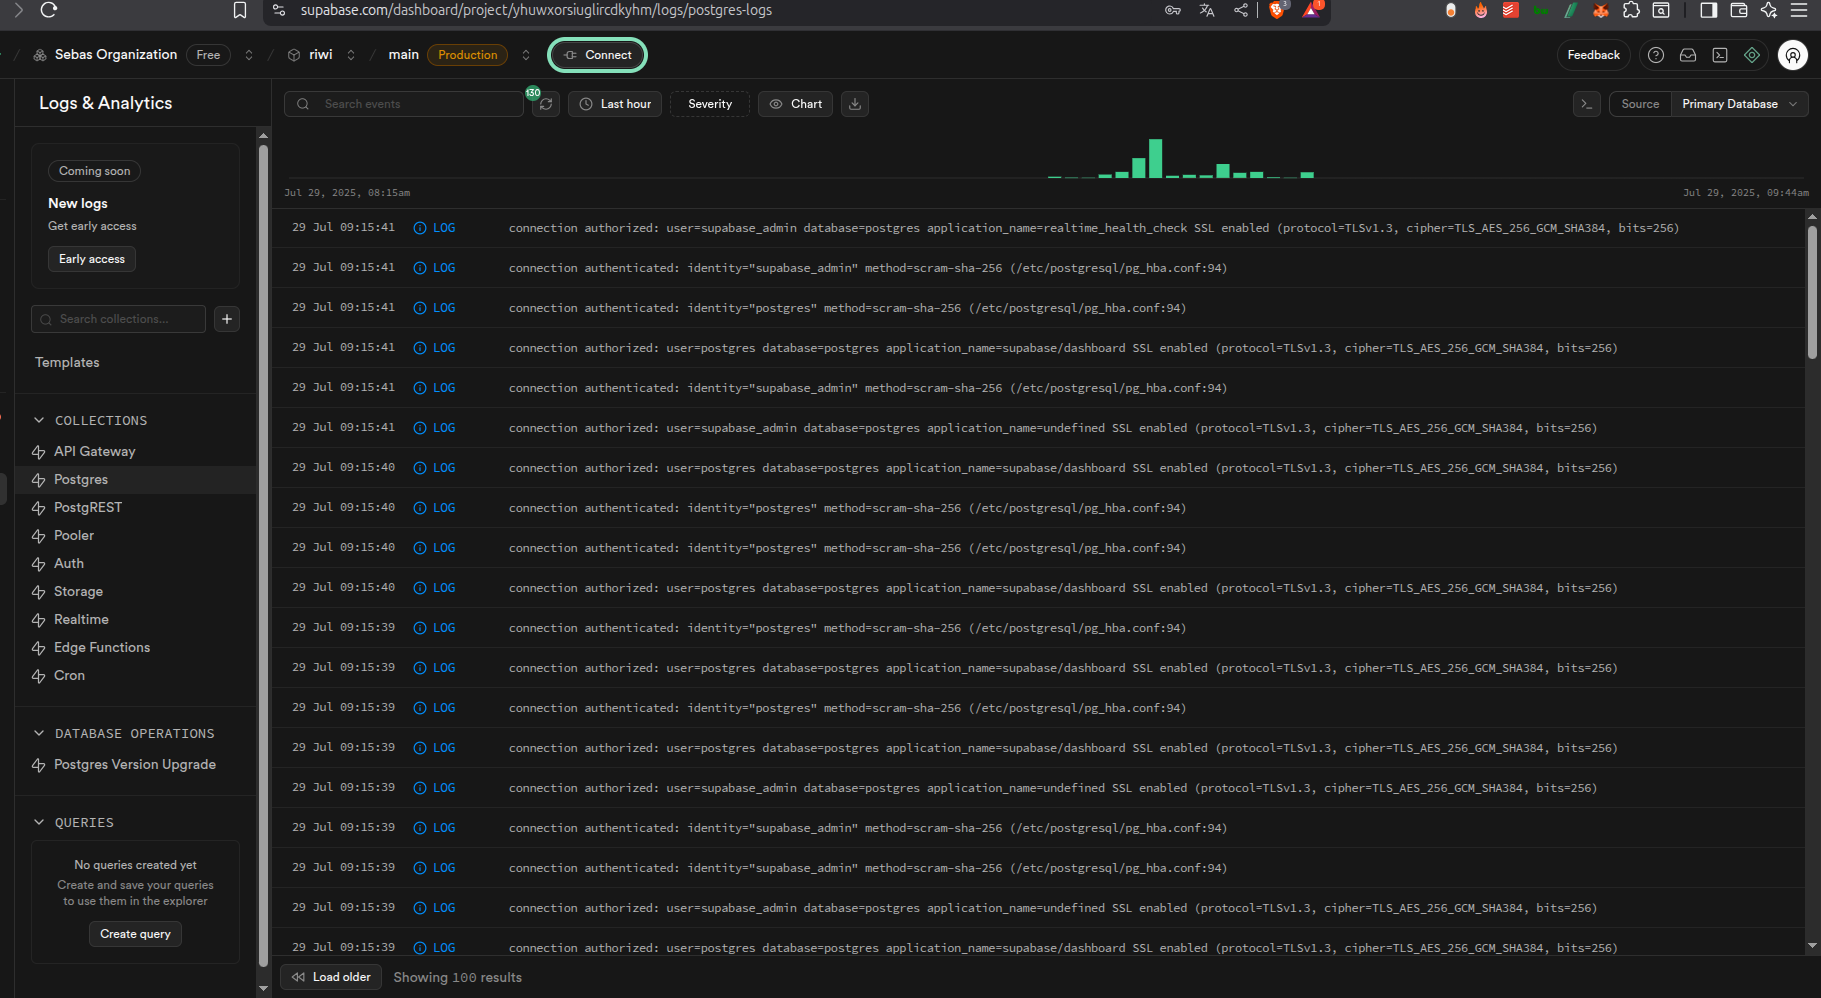 supabase.com/dashboard/project/yhuwxorsiuglircdkyhm/logs/postgres-logs
3
1
Sebas Organization Free / riwi / main Production Connect
Feedback
Logs & Analytics
Coming soon
New logs
Get early access
Early access
Search collections...
Templates
COLLECTIONS
API Gateway
Postgres
PostgREST
Pooler
Auth
Storage
Realtime
Edge Functions
Cron
DATABASE OPERATIONS
Postgres Version Upgrade
QUERIES
No queries created yet
Create and save your queries
to use them in the explorer
Create query
Search events 130 Last hour Severity Chart Source Primary Database
Jul 29, 2025, 08:15am Jul 29, 2025, 09:44am
29 Jul 09:15:41 LOG connection authorized: user=supabase_admin database=postgres application_name=realtime_health_check SSL enabled (protocol=TLSv1.3, cipher=TLS_AES_256_GCM_SHA384, bits=256)
29 Jul 09:15:41 LOG connection authenticated: identity="supabase_admin" method=scram-sha-256 (/etc/postgresql/pg_hba.conf:94)
29 Jul 09:15:41 LOG connection authenticated: identity="postgres" method=scram-sha-256 (/etc/postgresql/pg_hba.conf:94)
29 Jul 09:15:41 LOG connection authorized: user=postgres database=postgres application_name=supabase/dashboard SSL enabled (protocol=TLSv1.3, cipher=TLS_AES_256_GCM_SHA384, bits=256)
29 Jul 09:15:41 LOG connection authenticated: identity="supabase_admin" method=scram-sha-256 (/etc/postgresql/pg_hba.conf:94)
29 Jul 09:15:41 LOG connection authorized: user=supabase_admin database=postgres application_name=undefined SSL enabled (protocol=TLSv1.3, cipher=TLS_AES_256_GCM_SHA384, bits=256)
29 Jul 09:15:40 LOG connection authorized: user=postgres database=postgres application_name=supabase/dashboard SSL enabled (protocol=TLSv1.3, cipher=TLS_AES_256_GCM_SHA384, bits=256)
29 Jul 09:15:40 LOG connection authenticated: identity="postgres" method=scram-sha-256 (/etc/postgresql/pg_hba.conf:94)
29 Jul 09:15:40 LOG connection authenticated: identity="postgres" method=scram-sha-256 (/etc/postgresql/pg_hba.conf:94)
29 Jul 09:15:40 LOG connection authorized: user=postgres database=postgres application_name=supabase/dashboard SSL enabled (protocol=TLSv1.3, cipher=TLS_AES_256_GCM_SHA384, bits=256)
29 Jul 09:15:39 LOG connection authenticated: identity="postgres" method=scram-sha-256 (/etc/postgresql/pg_hba.conf:94)
29 Jul 09:15:39 LOG connection authorized: user=postgres database=postgres application_name=supabase/dashboard SSL enabled (protocol=TLSv1.3, cipher=TLS_AES_256_GCM_SHA384, bits=256)
29 Jul 09:15:39 LOG connection authenticated: identity="postgres" method=scram-sha-256 (/etc/postgresql/pg_hba.conf:94)
29 Jul 09:15:39 LOG connection authorized: user=postgres database=postgres application_name=supabase/dashboard SSL enabled (protocol=TLSv1.3, cipher=TLS_AES_256_GCM_SHA384, bits=256)
29 Jul 09:15:39 LOG connection authorized: user=supabase_admin database=postgres application_name=undefined SSL enabled (protocol=TLSv1.3, cipher=TLS_AES_256_GCM_SHA384, bits=256)
29 Jul 09:15:39 LOG connection authenticated: identity="supabase_admin" method=scram-sha-256 (/etc/postgresql/pg_hba.conf:94)
29 Jul 09:15:39 LOG connection authenticated: identity="supabase_admin" method=scram-sha-256 (/etc/postgresql/pg_hba.conf:94)
29 Jul 09:15:39 LOG connection authorized: user=supabase_admin database=postgres application_name=undefined SSL enabled (protocol=TLSv1.3, cipher=TLS_AES_256_GCM_SHA384, bits=256)
29 Jul 09:15:39 LOG connection authorized: user=postgres database=postgres application_name=supabase/dashboard SSL enabled (protocol=TLSv1.3, cipher=TLS_AES_256_GCM_SHA384, bits=256)
Load older Showing 100 results